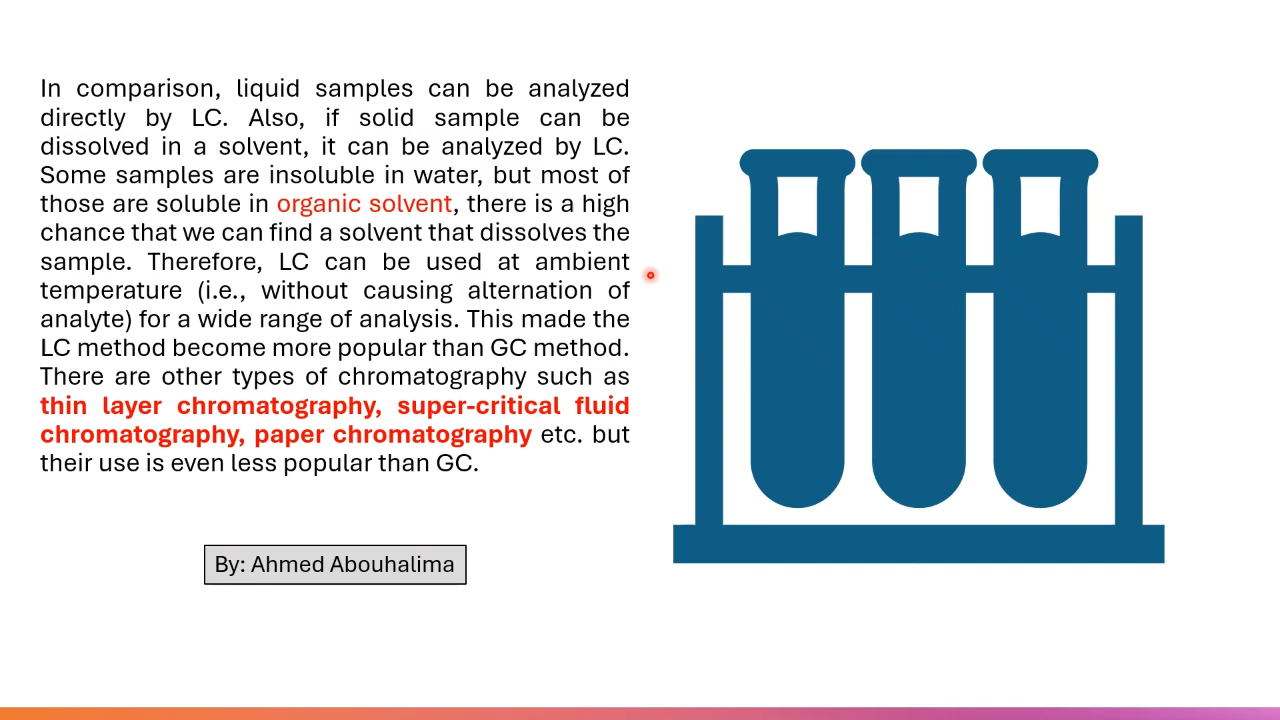 In comparison, liquid samples can be analyzed
directly by LC. Also, if solid sample can be
dissolved in a solvent, it can be analyzed by LC.
Some samples are insoluble in water, but most of
those are soluble in organic solvent, there is a high
chance that we can find a solvent that dissolves the
sample. Therefore, LC can be used at ambient
temperature (i.e., without causing alternation of
analyte) for a wide range of analysis. This made the
LC method become more popular than GC method.
There are other types of chromatography such as
thin layer chromatography, super-critical fluid
chromatography, paper chromatography etc. but
their use is even less popular than GC.
By: Ahmed Abouhalima